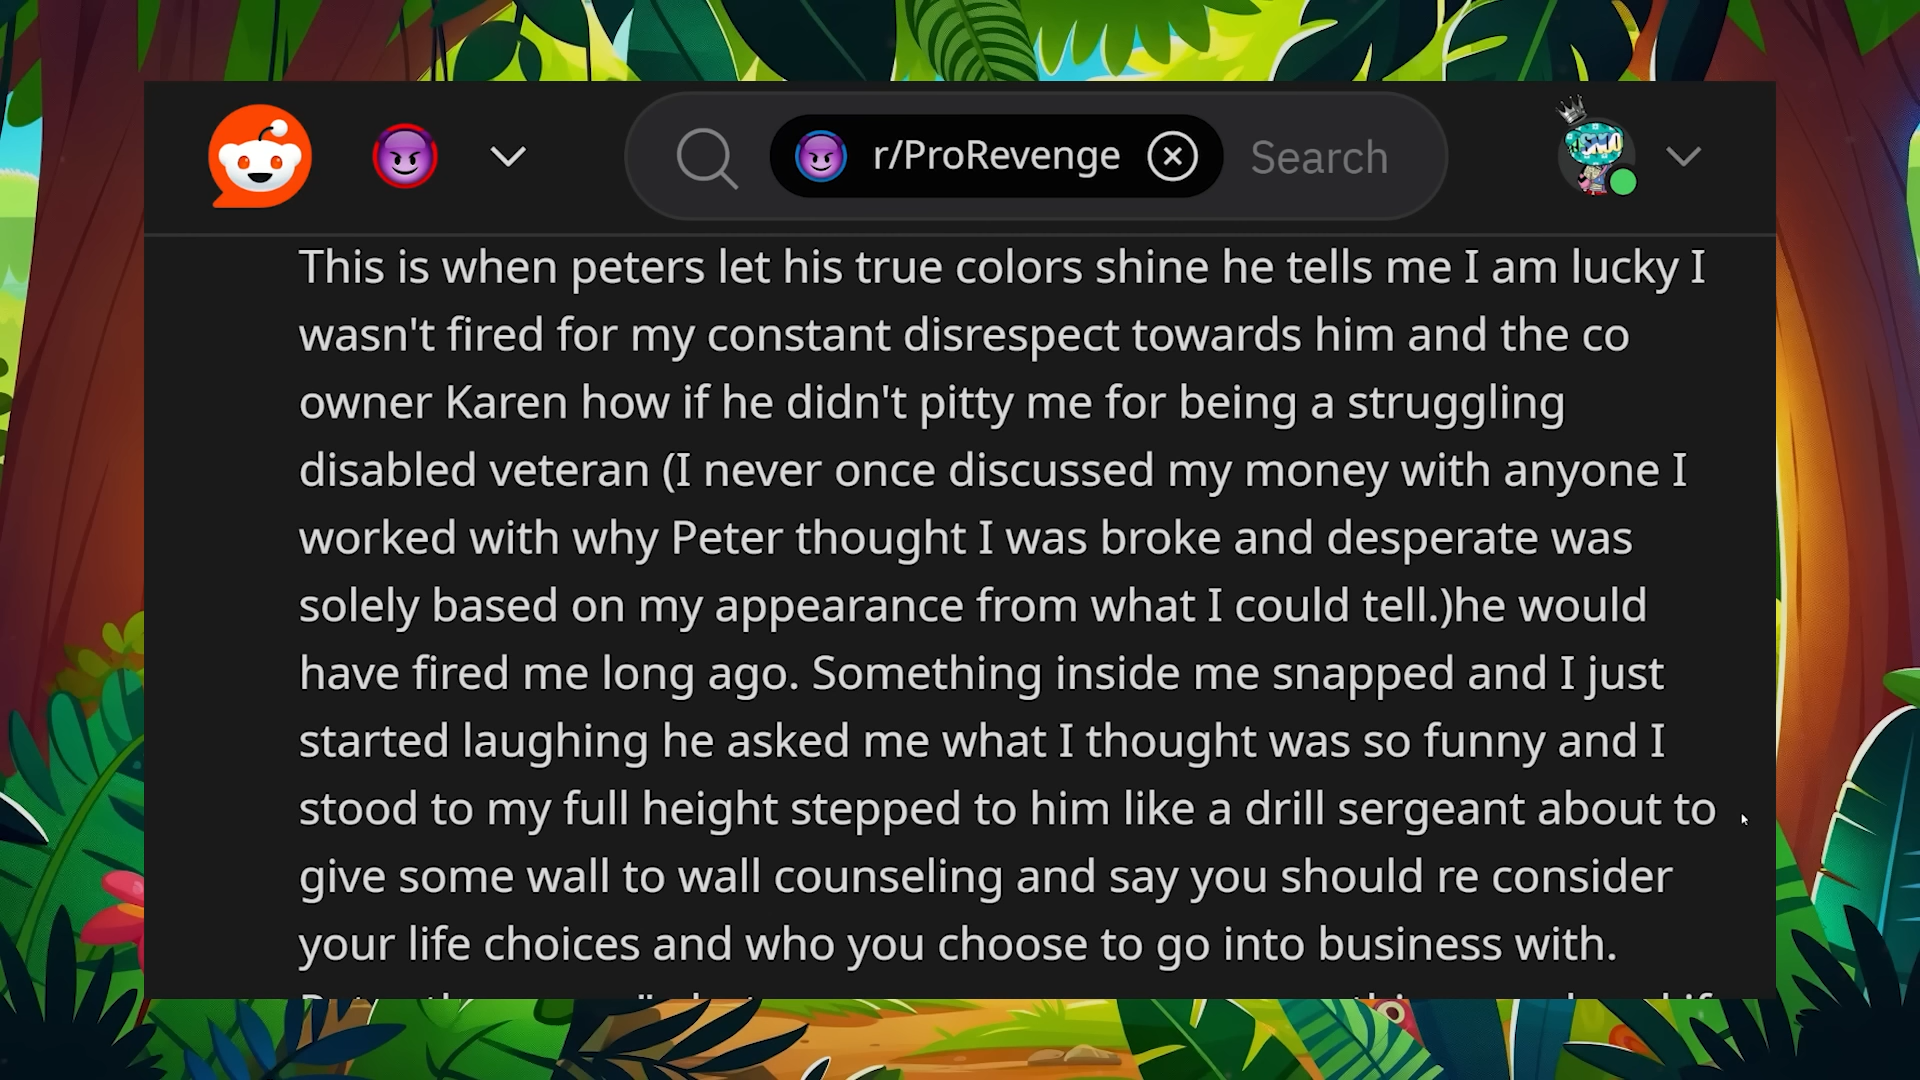 r/ProRevenge Search
This is when peters let his true colors shine he tells me I am lucky I
wasn't fired for my constant disrespect towards him and the co
owner Karen how if he didn't pitty me for being a struggling
disabled veteran (I never once discussed my money with anyone I
worked with why Peter thought I was broke and desperate was
solely based on my appearance from what I could tell.)he would
have fired me long ago. Something inside me snapped and I just
started laughing he asked me what I thought was so funny and I
stood to my full height stepped to him like a drill sergeant about to
give some wall to wall counseling and say you should re consider
your life choices and who you choose to go into business with.